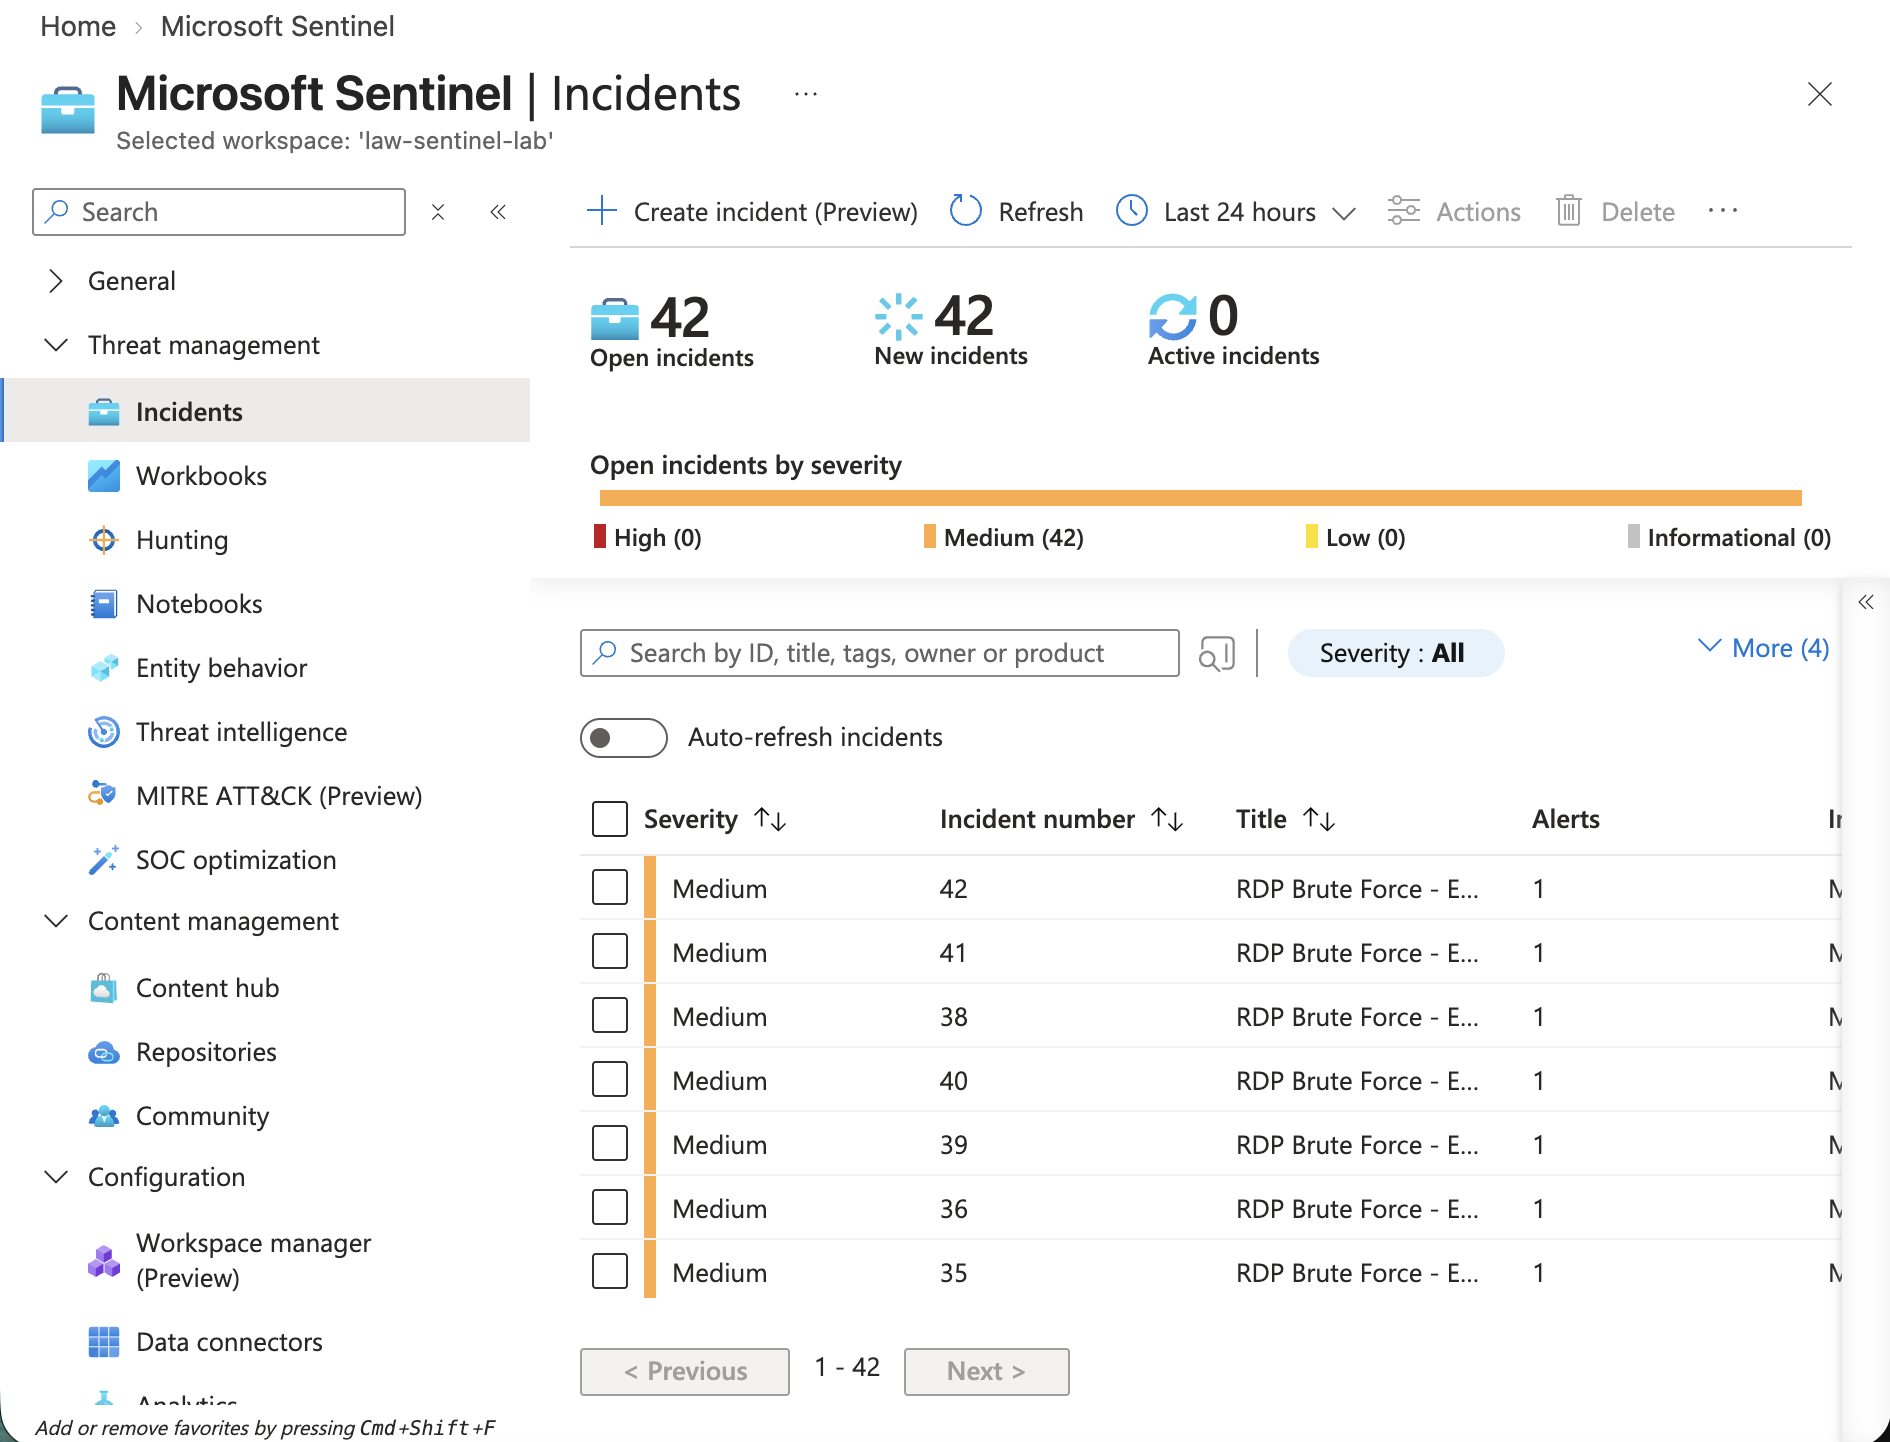 Home > Microsoft Sentinel
Microsoft Sentinel | Incidents ...
Selected workspace: 'law-sentinel-lab'
Search
General
Threat management
Incidents
Workbooks
Hunting
Notebooks
Entity behavior
Threat intelligence
MITRE ATT&CK (Preview)
SOC optimization
Content management
Content hub
Repositories
Community
Configuration
Workspace manager
(Preview)
Data connectors
Analytics
Add or remove favorites by pressing Cmd+Shift+F
Create incident (Preview) Refresh Last 24 hours Actions Delete ...
42 42 0
Open incidents New incidents Active incidents
Open incidents by severity
High (0) Medium (42) Low (0) Informational (0)
Search by ID, title, tags, owner or product Severity : All More (4)
Auto-refresh incidents
Severity Incident number Title Alerts
Medium 42 RDP Brute Force - E... 1
Medium 41 RDP Brute Force - E... 1
Medium 38 RDP Brute Force - E... 1
Medium 40 RDP Brute Force - E... 1
Medium 39 RDP Brute Force - E... 1
Medium 36 RDP Brute Force - E... 1
Medium 35 RDP Brute Force - E... 1
< Previous 1 - 42 Next >